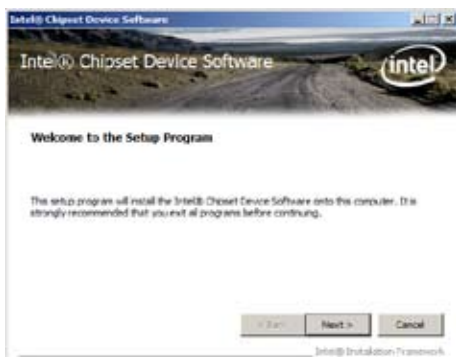 Intel® Chipset Device Software
Intel® Chipset Device Software
(intel)
Welcome to the Setup Program
This setup program will install the Intel® Chipset Device Software onto this computer. It is
strongly recommended that you exit all programs before continuing.
< Back
Next >
Cancel
Intel® Installation Framework